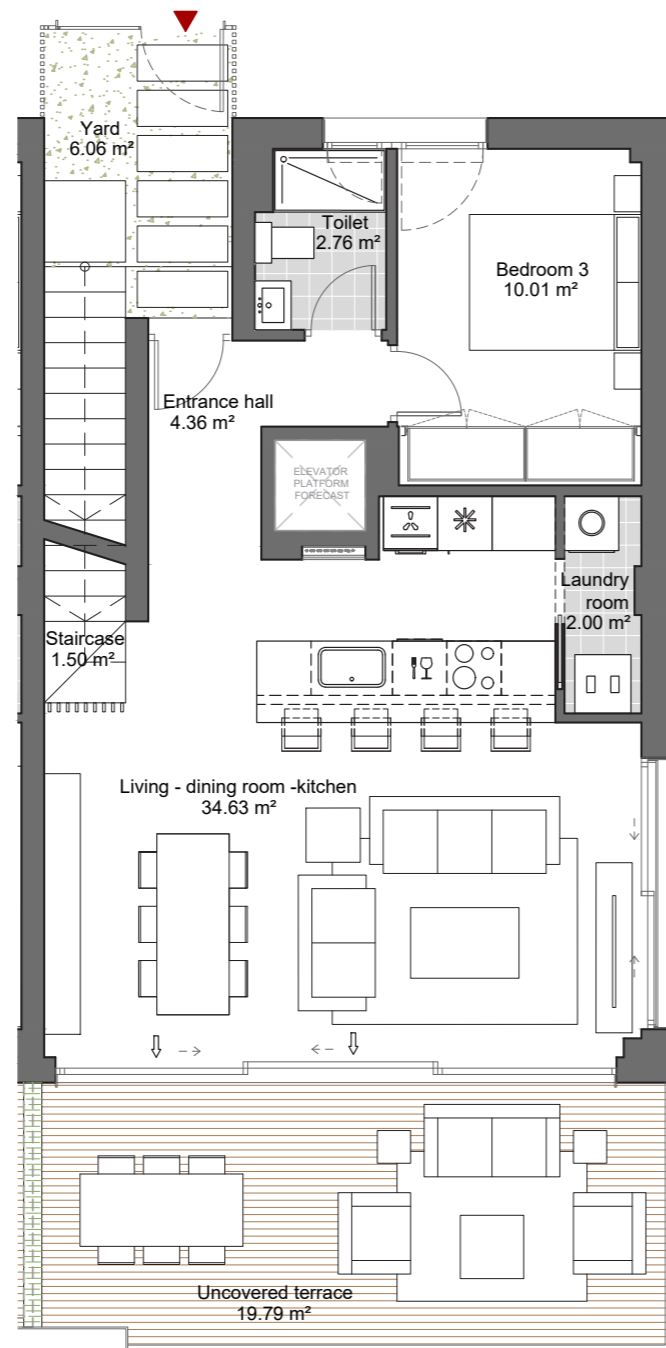 Yard
6.06 m²
Toilet
2.76 m²
Bedroom 3
10.01 m²
Entrance hall
4.36 m²
ELEVATOR
PLATFORM
FORECAST
Laundry
room
2.00 m²
Staircase
1.50 m²
Living - dining room -kitchen
34.63 m²
Uncovered terrace
19.79 m²